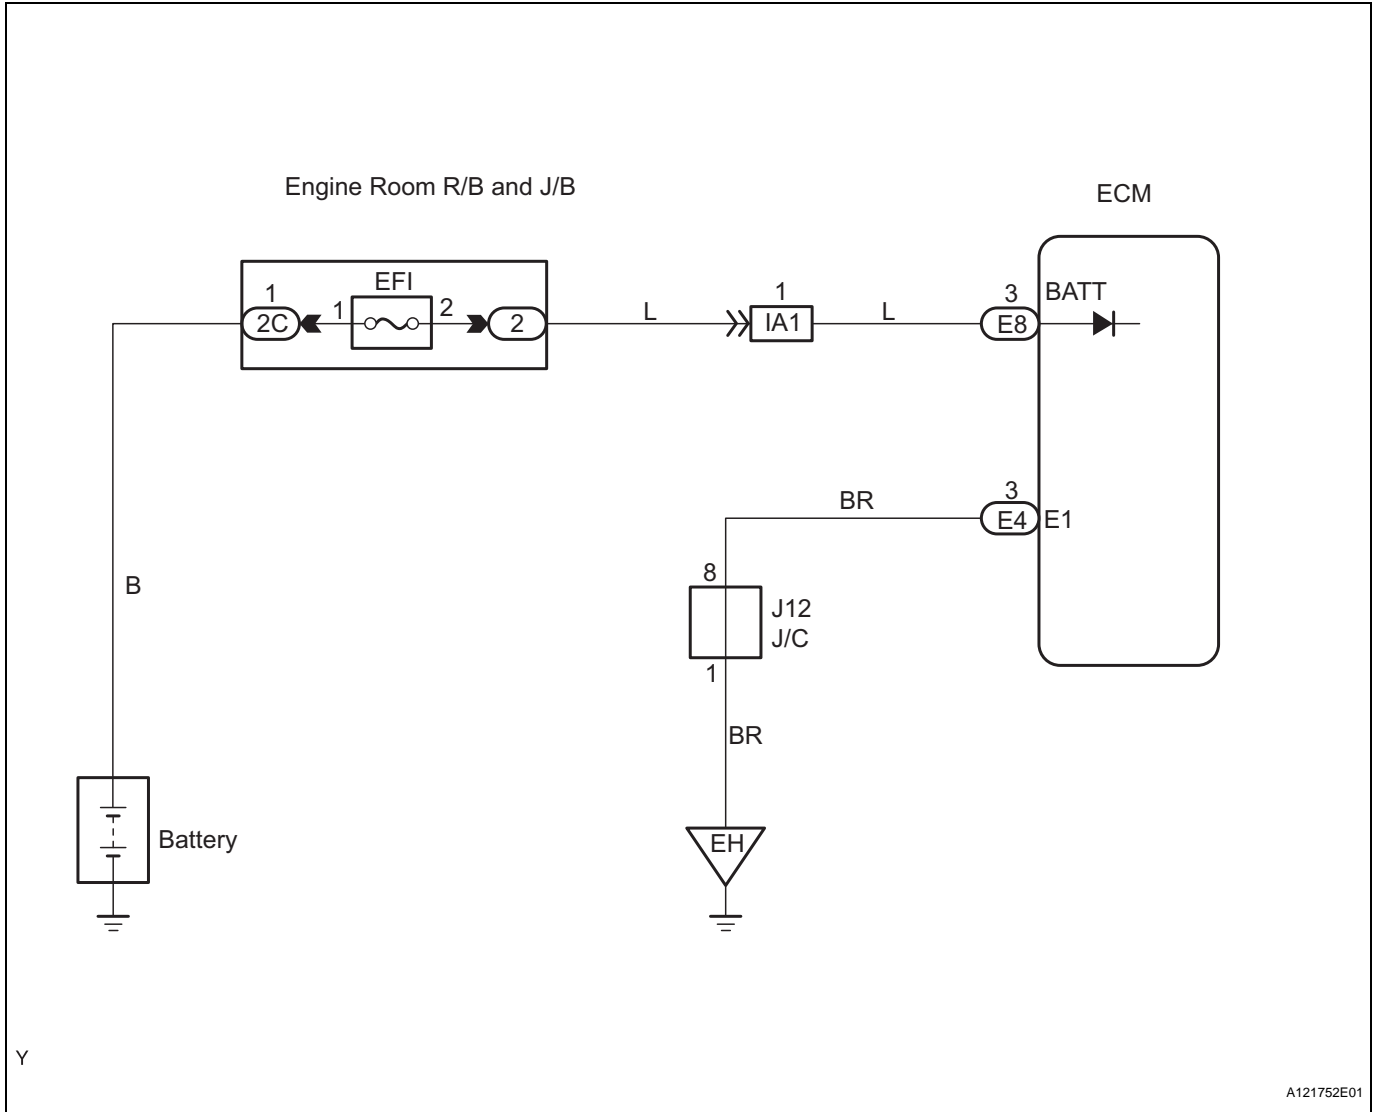 Engine Room R/B and J/B
ECM
EFI
1
2C
1
2
2
L
1
IA1
L
3
E8
BATT
3
E4
E1
BR
8
J12
J/C
1
BR
EH
B
Battery
Y
A121752E01